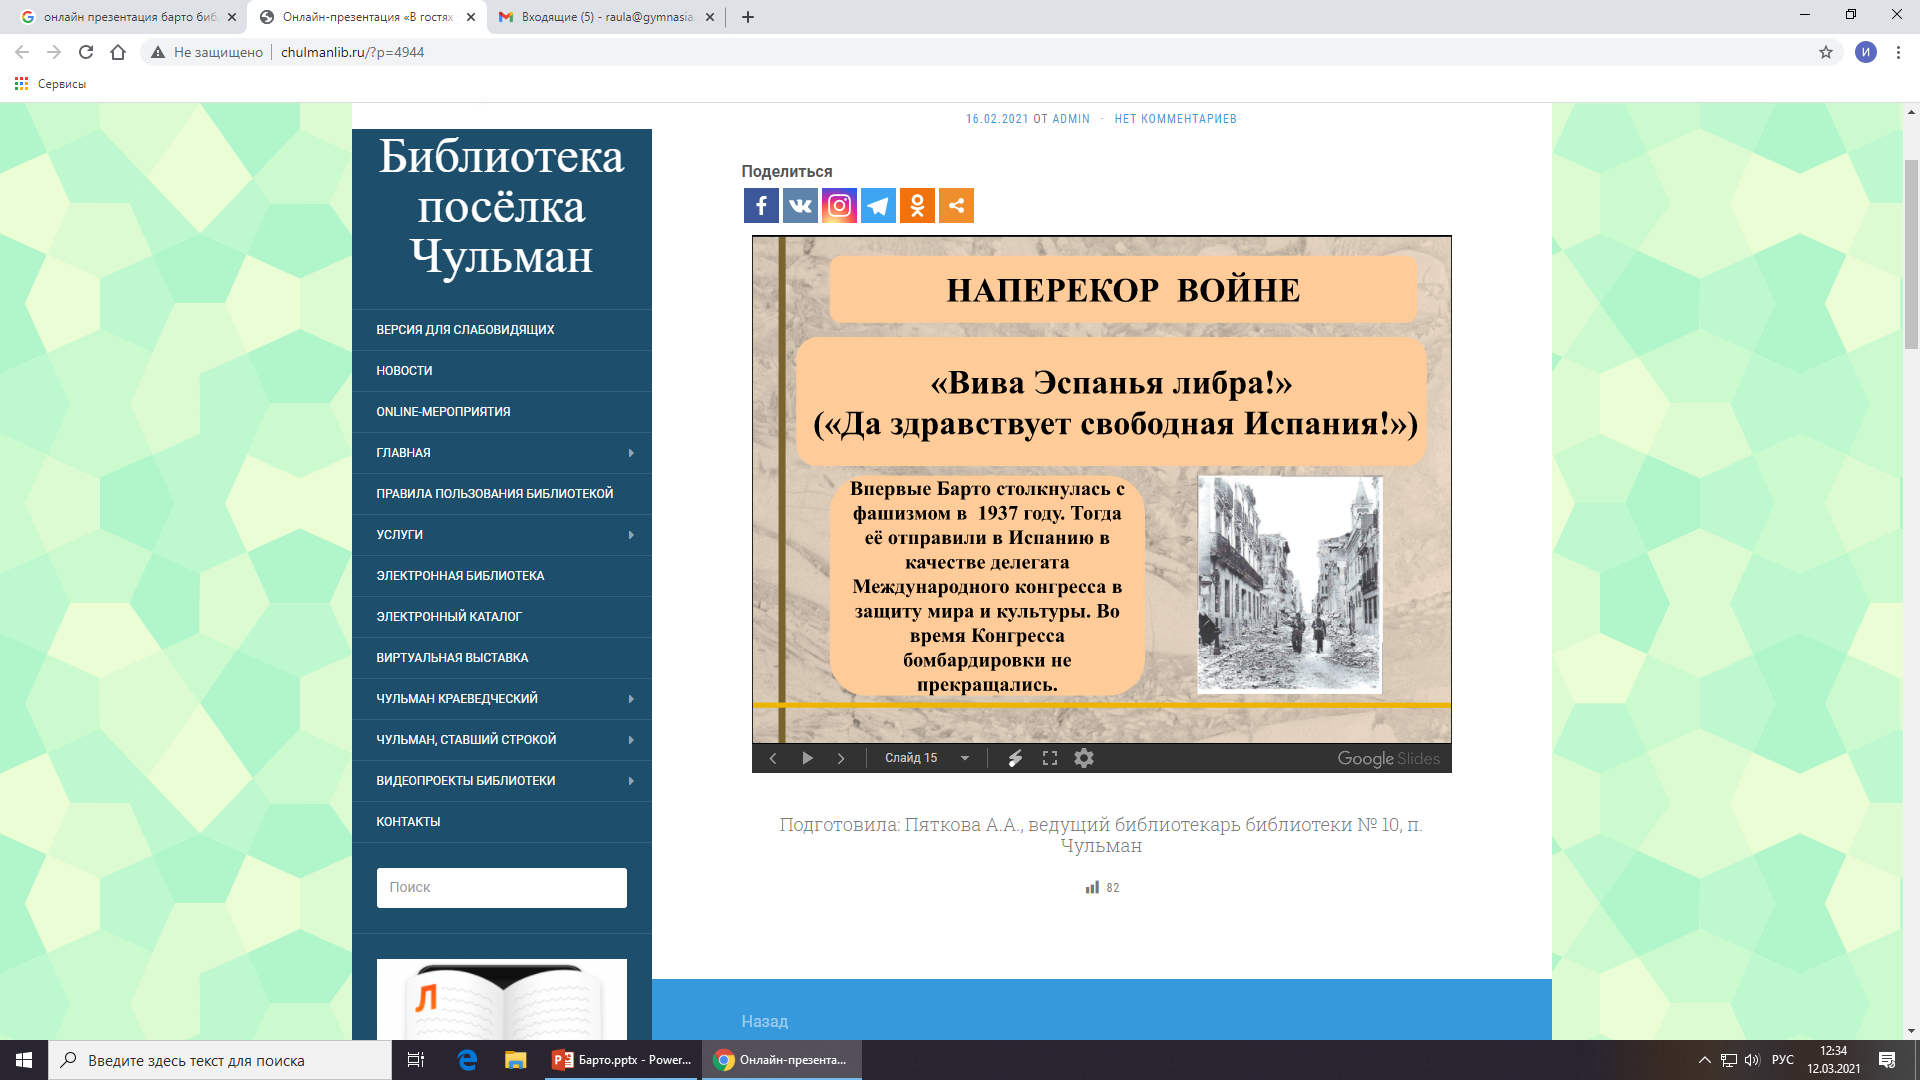 онлайн презентация барто биб
Онлайн-презентация «В гостях
Входящие (5) - raula@gymnasia
Не защищено
chulmanlib.ru/?p=4944
И
Сервисы
Библиотека
посёлка
Чульман
ВЕРСИЯ ДЛЯ СЛАБОВИДЯЩИХ
НОВОСТИ
ONLINE-МЕРОПРИЯТИЯ
ГЛАВНАЯ
ПРАВИЛА ПОЛЬЗОВАНИЯ БИБЛИОТЕКОЙ
УСЛУГИ
ЭЛЕКТРОННАЯ БИБЛИОТЕКА
ЭЛЕКТРОННЫЙ КАТАЛОГ
ВИРТУАЛЬНАЯ ВЫСТАВКА
ЧУЛЬМАН КРАЕВЕДЧЕСКИЙ
ЧУЛЬМАН, СТАВШИЙ СТРОКОЙ
ВИДЕОПРОЕКТЫ БИБЛИОТЕКИ
КОНТАКТЫ
Поиск
Л
16.02.2021 ОТ ADMIN · НЕТ КОММЕНТАРИЕВ
Поделиться
НАПЕРЕКОР ВОЙНЕ
«Вива Эспанья либра!»
(«Да здравствует свободная Испания!»)
Впервые Барто столкнулась с
фашизмом в 1937 году. Тогда
её отправили в Испанию в
качестве делегата
Международного конгресса в
защиту мира и культуры. Во
время Конгресса
бомбардировки не
прекращались.
Слайд 15
Google Slides
Подготовила: Пяткова А.А., ведущий библиотекарь библиотеки № 10, п.
Чульман
82
Назад
Введите здесь текст для поиска
Барто.pptx - Power...
Онлайн-презента...
РУС
12:34
12.03.2021